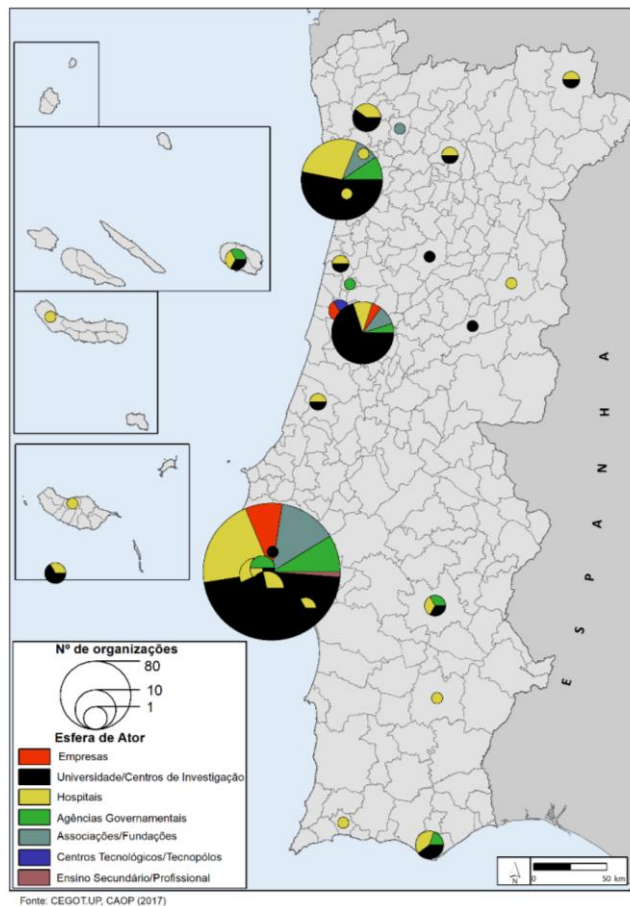 ESPANHA
Nº de organizações
80
10
1
Esfera de Ator
Empresas
Universidade/Centros de Investigação
Hospitais
Agências Governamentais
Associações/Fundações
Centros Tecnológicos/Tecnopólos
Ensino Secundário/Profissional
N
0 50 km
Fonte: CEGOT.UP, CAOP (2017)